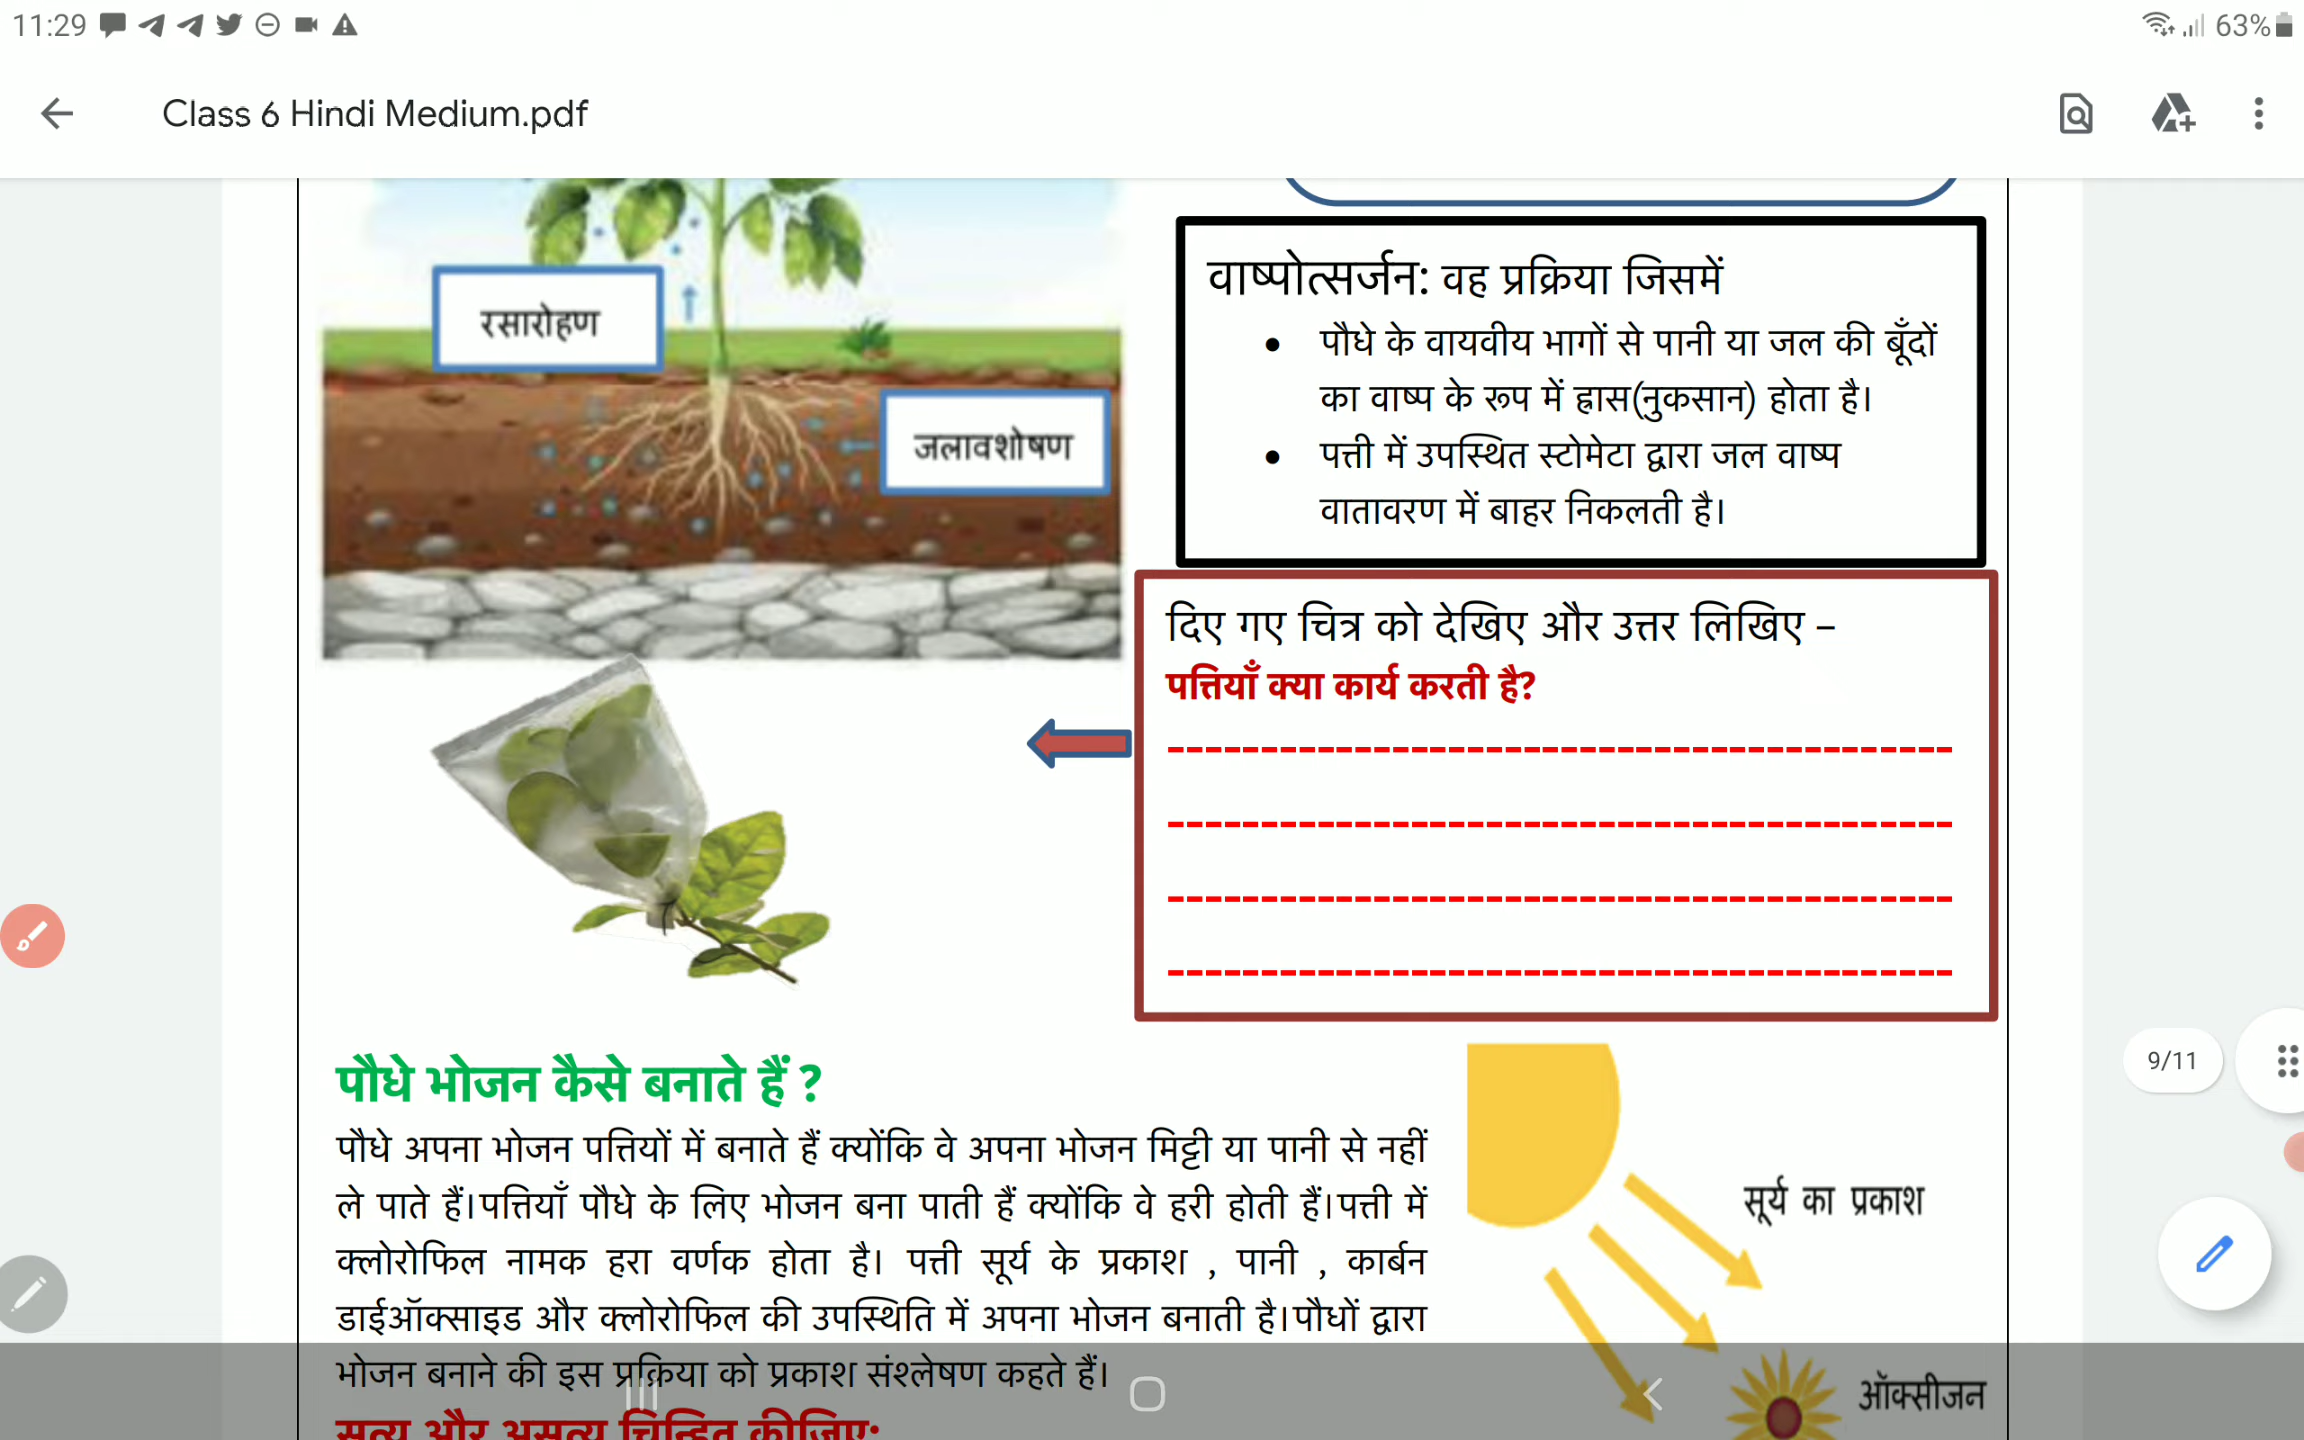 11:29
63%
Class 6 Hindi Medium.pdf
रसारोहण
जलावशोषण
वाष्पोत्सर्जन: वह प्रक्रिया जिसमें
• पौधे के वायवीय भागों से पानी या जल की बूँदों
का वाष्प के रूप में ह्रास(नुकसान) होता है।
• पत्ती में उपस्थित स्टोमेटा द्वारा जल वाष्प
वातावरण में बाहर निकलती है।
दिए गए चित्र को देखिए और उत्तर लिखिए –
पत्तियाँ क्या कार्य करती है?
9/11
पौधे भोजन कैसे बनाते हैं ?
पौधे अपना भोजन पत्तियों में बनाते हैं क्योंकि वे अपना भोजन मिट्टी या पानी से नहीं
ले पाते हैं।पत्तियाँ पौधे के लिए भोजन बना पाती हैं क्योंकि वे हरी होती हैं।पत्ती में
क्लोरोफिल नामक हरा वर्णक होता है। पत्ती सूर्य के प्रकाश , पानी , कार्बन
डाईऑक्साइड और क्लोरोफिल की उपस्थिति में अपना भोजन बनाती है।पौधों द्वारा
भोजन बनाने की इस प्रक्रिया को प्रकाश संश्लेषण कहते हैं।
सूर्य का प्रकाश
ऑक्सीजन
सत्य और असत्य चिन्हित कीजिए: